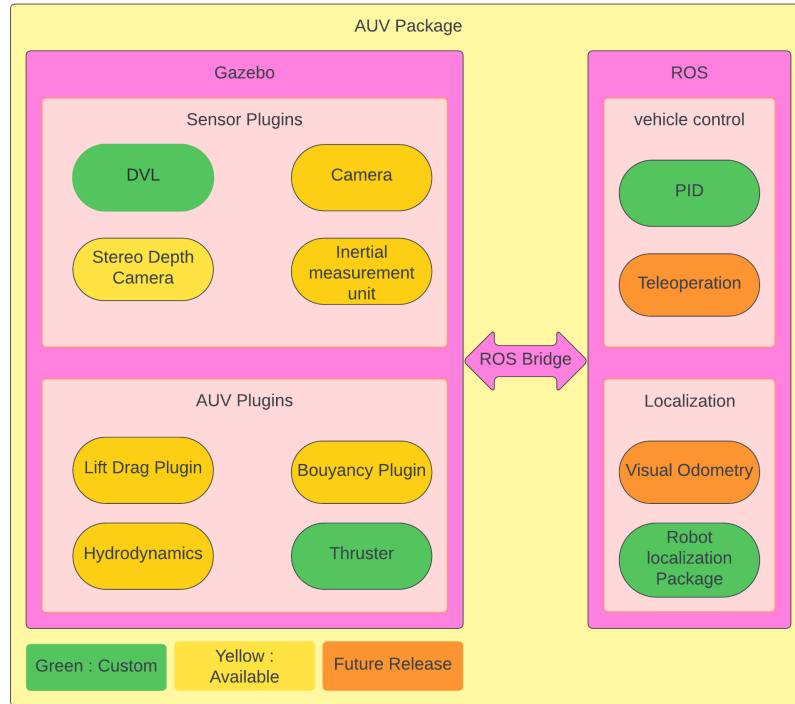 AUV Package
Gazebo
Sensor Plugins
DVL
Camera
Stereo Depth
Camera
Inertial
measurement
unit
AUV Plugins
Lift Drag Plugin
Bouyancy Plugin
Hydrodynamics
Thruster
ROS Bridge
ROS
vehicle control
PID
Teleoperation
Localization
Visual Odometry
Robot
localization
Package
Green : Custom
Yellow :
Available
Future Release